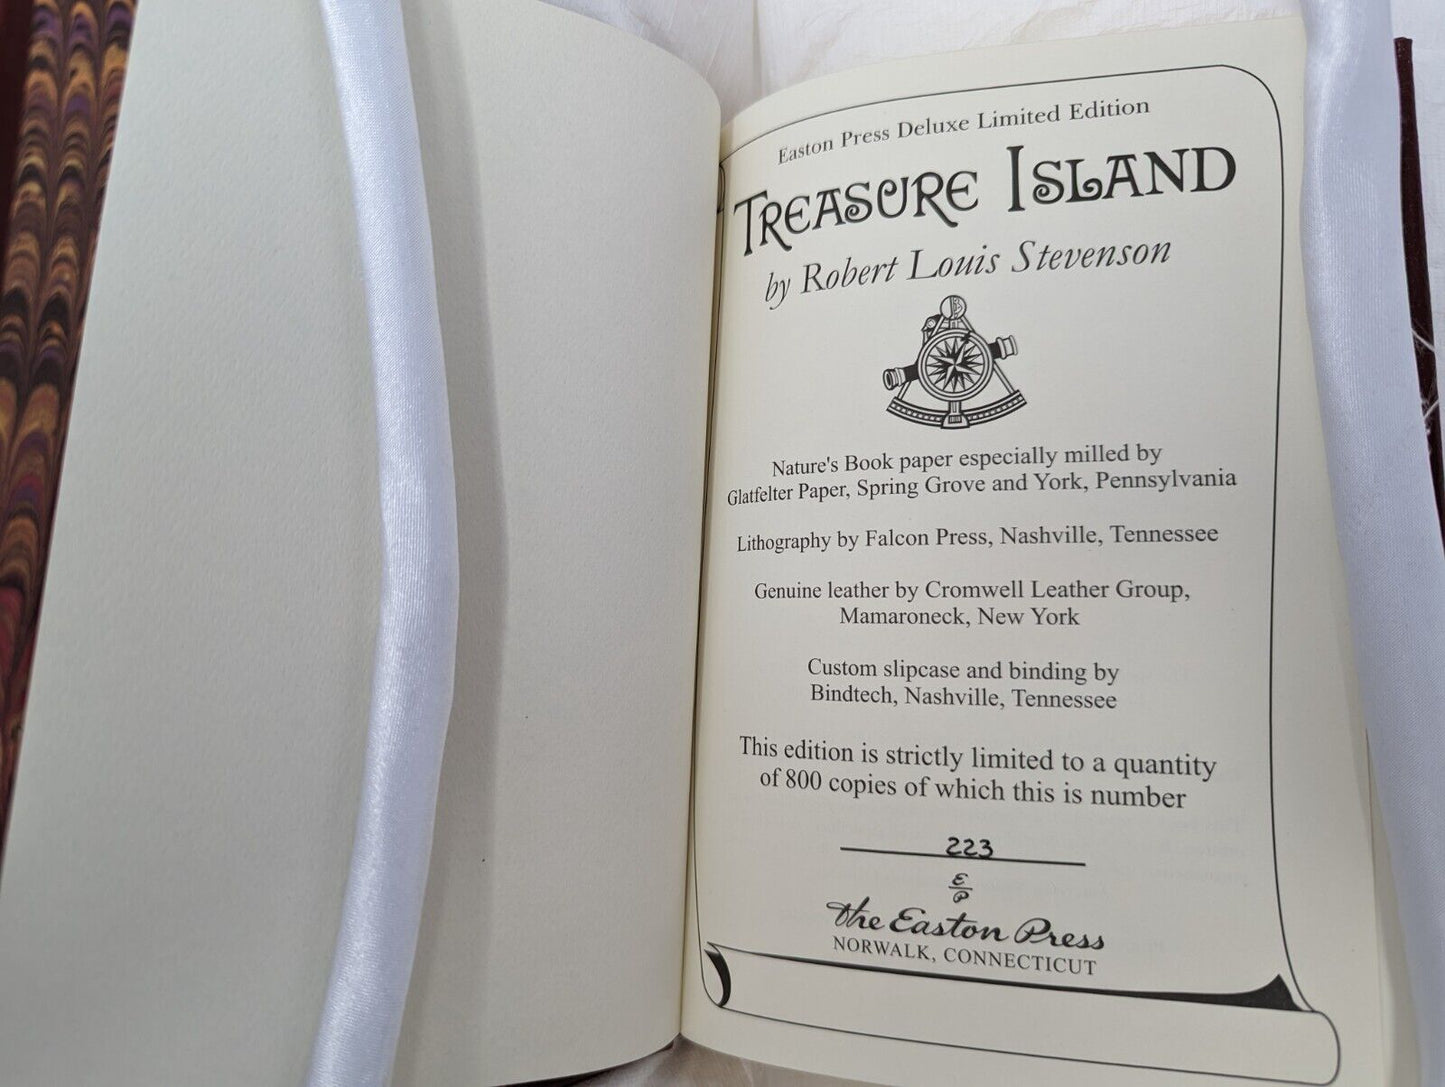 Easton Press Deluxe Limited Edition
TREASURE ISLAND
by Robert Louis Stevenson
Nature's Book paper especially milled by
Glatfelter Paper, Spring Grove and York, Pennsylvania
Lithography by Falcon Press, Nashville, Tennessee
Genuine leather by Cromwell Leather Group,
Mamaroneck, New York
Custom slipcase and binding by
Bindtech, Nashville, Tennessee
This edition is strictly limited to a quantity
of 800 copies of which this is number
223
E
P
the Easton Press
NORWALK, CONNECTICUT